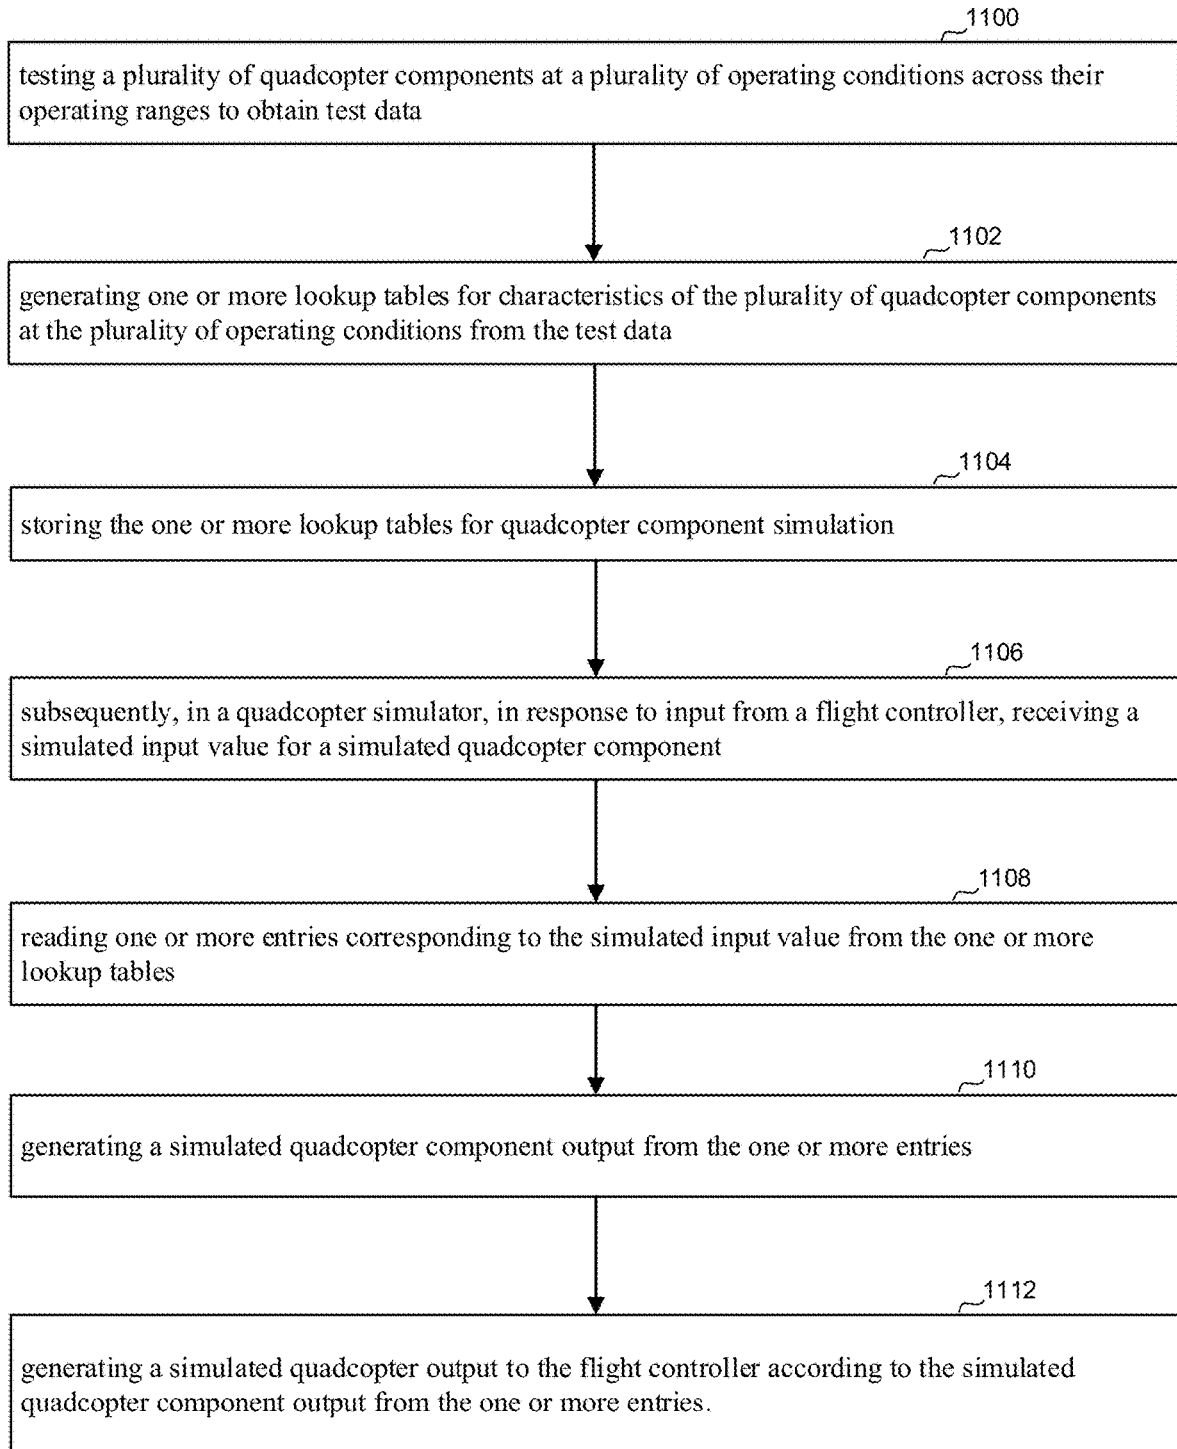 1100
testing a plurality of quadcopter components at a plurality of operating conditions across their
operating ranges to obtain test data
1102
generating one or more lookup tables for characteristics of the plurality of quadcopter components
at the plurality of operating conditions from the test data
1104
storing the one or more lookup tables for quadcopter component simulation
1106
subsequently, in a quadcopter simulator, in response to input from a flight controller, receiving a
simulated input value for a simulated quadcopter component
1108
reading one or more entries corresponding to the simulated input value from the one or more
lookup tables
1110
generating a simulated quadcopter component output from the one or more entries
1112
generating a simulated quadcopter output to the flight controller according to the simulated
quadcopter component output from the one or more entries.